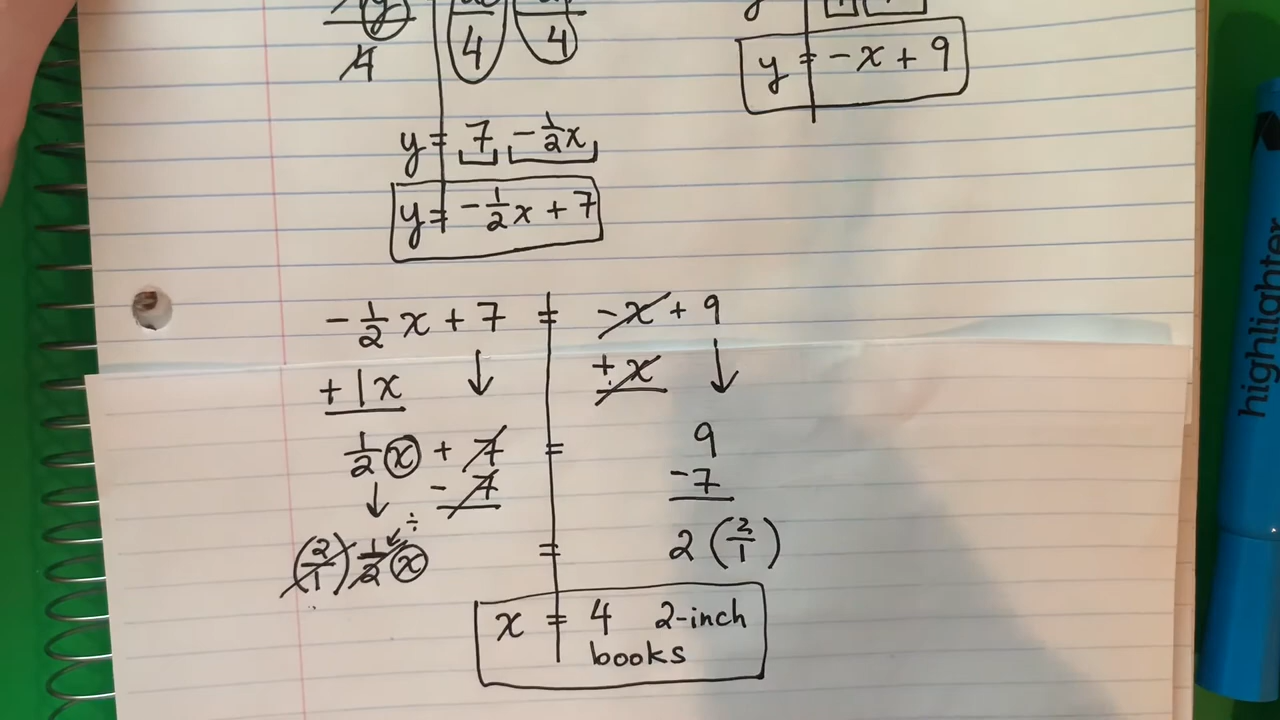 4 4 4
y = -x + 9
y = 7 -1/2x
y = -1/2x + 7
-1/2x + 7 = -x + 9
+1x + x
1/2x + 7 = 9
- 7 -7
(2/1) 1/2 ÷ x = 2 (2/1)
x = 4 2-inch
books
highlighter